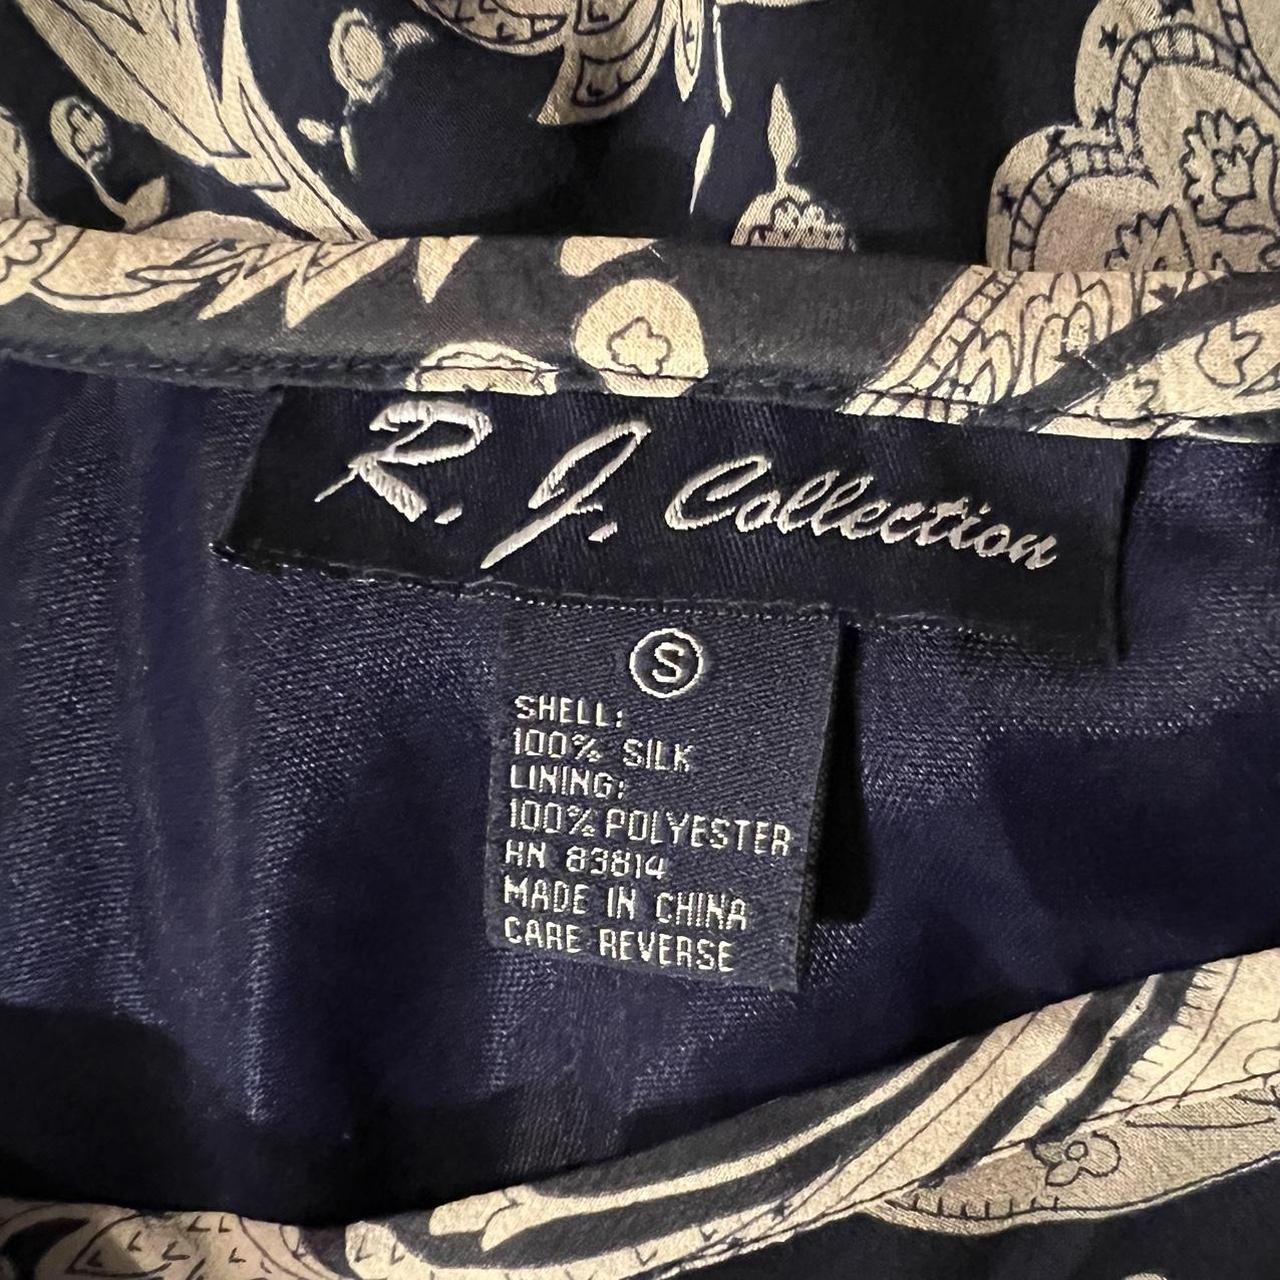 R. J. Collection
S
SHELL:
100% SILK
LINING:
100% POLYESTER
RN 83814
MADE IN CHINA
CARE REVERSE